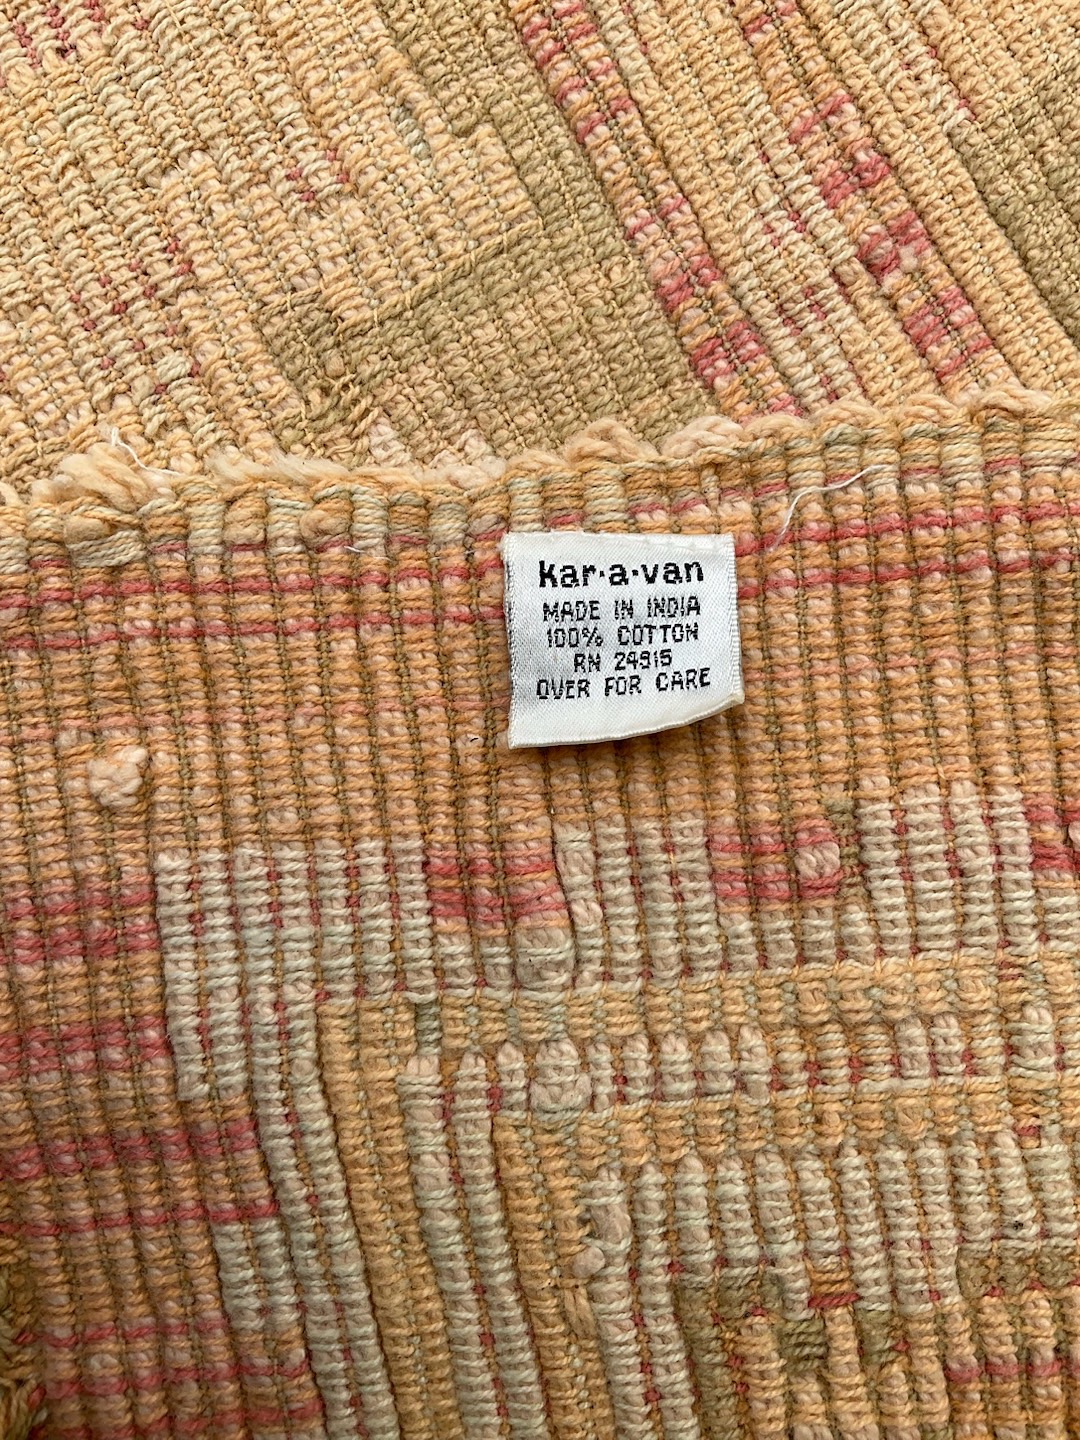 kar·a·van
MADE IN INDIA
100% COTTON
RN 24915
OVER FOR CARE